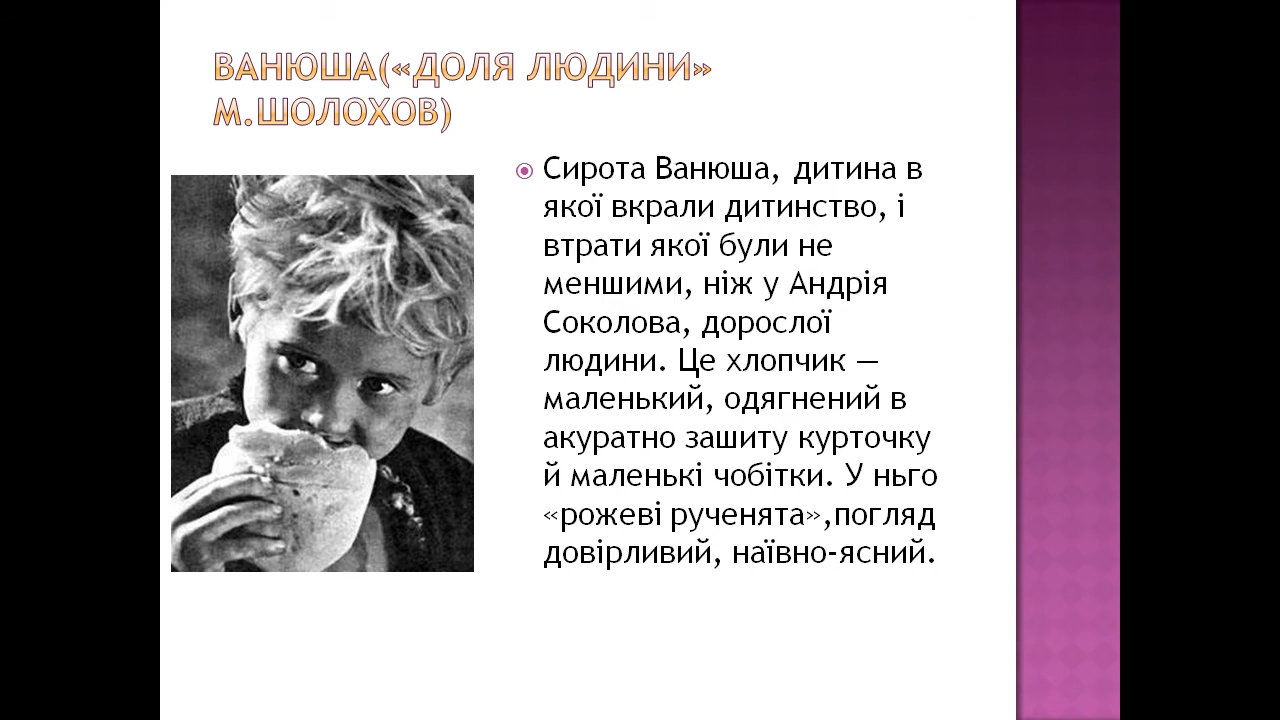 ВАНЮША(«ДОЛЯ ЛЮДИНИ»
М.ШОЛОХОВ)
Сирота Ванюша, дитина в
якої вкрали дитинство, і
втрати якої були не
меншими, ніж у Андрія
Соколова, дорослої
людини. Це хлопчик —
маленький, одягнений в
акуратно зашиту курточку
й маленькі чобітки. У ньго
«рожеві рученята»,погляд
довірливий, наївно-ясний.